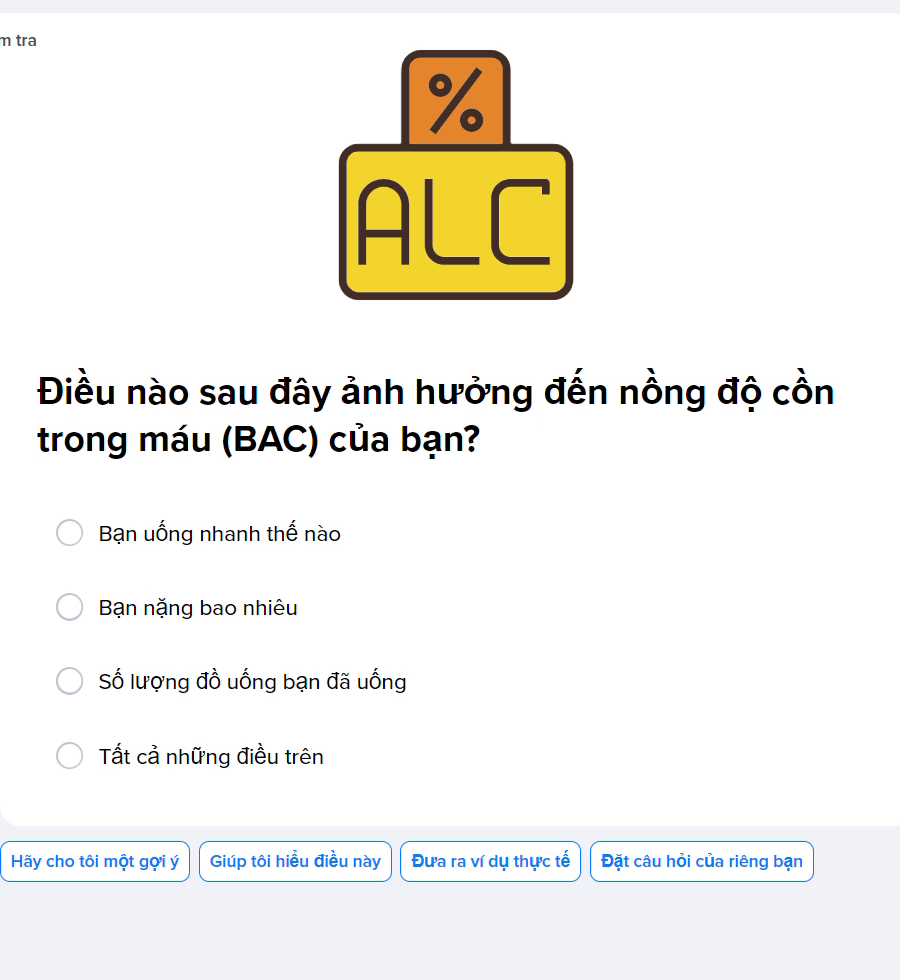 m tra
%
ALC
Điều nào sau đây ảnh hưởng đến nồng độ cồn
trong máu (BAC) của bạn?
Bạn uống nhanh thế nào
Bạn nặng bao nhiêu
Số lượng đồ uống bạn đã uống
Tất cả những điều trên
Hãy cho tôi một gợi ý
Giúp tôi hiểu điều này
Đưa ra ví dụ thực tế
Đặt câu hỏi của riêng bạn